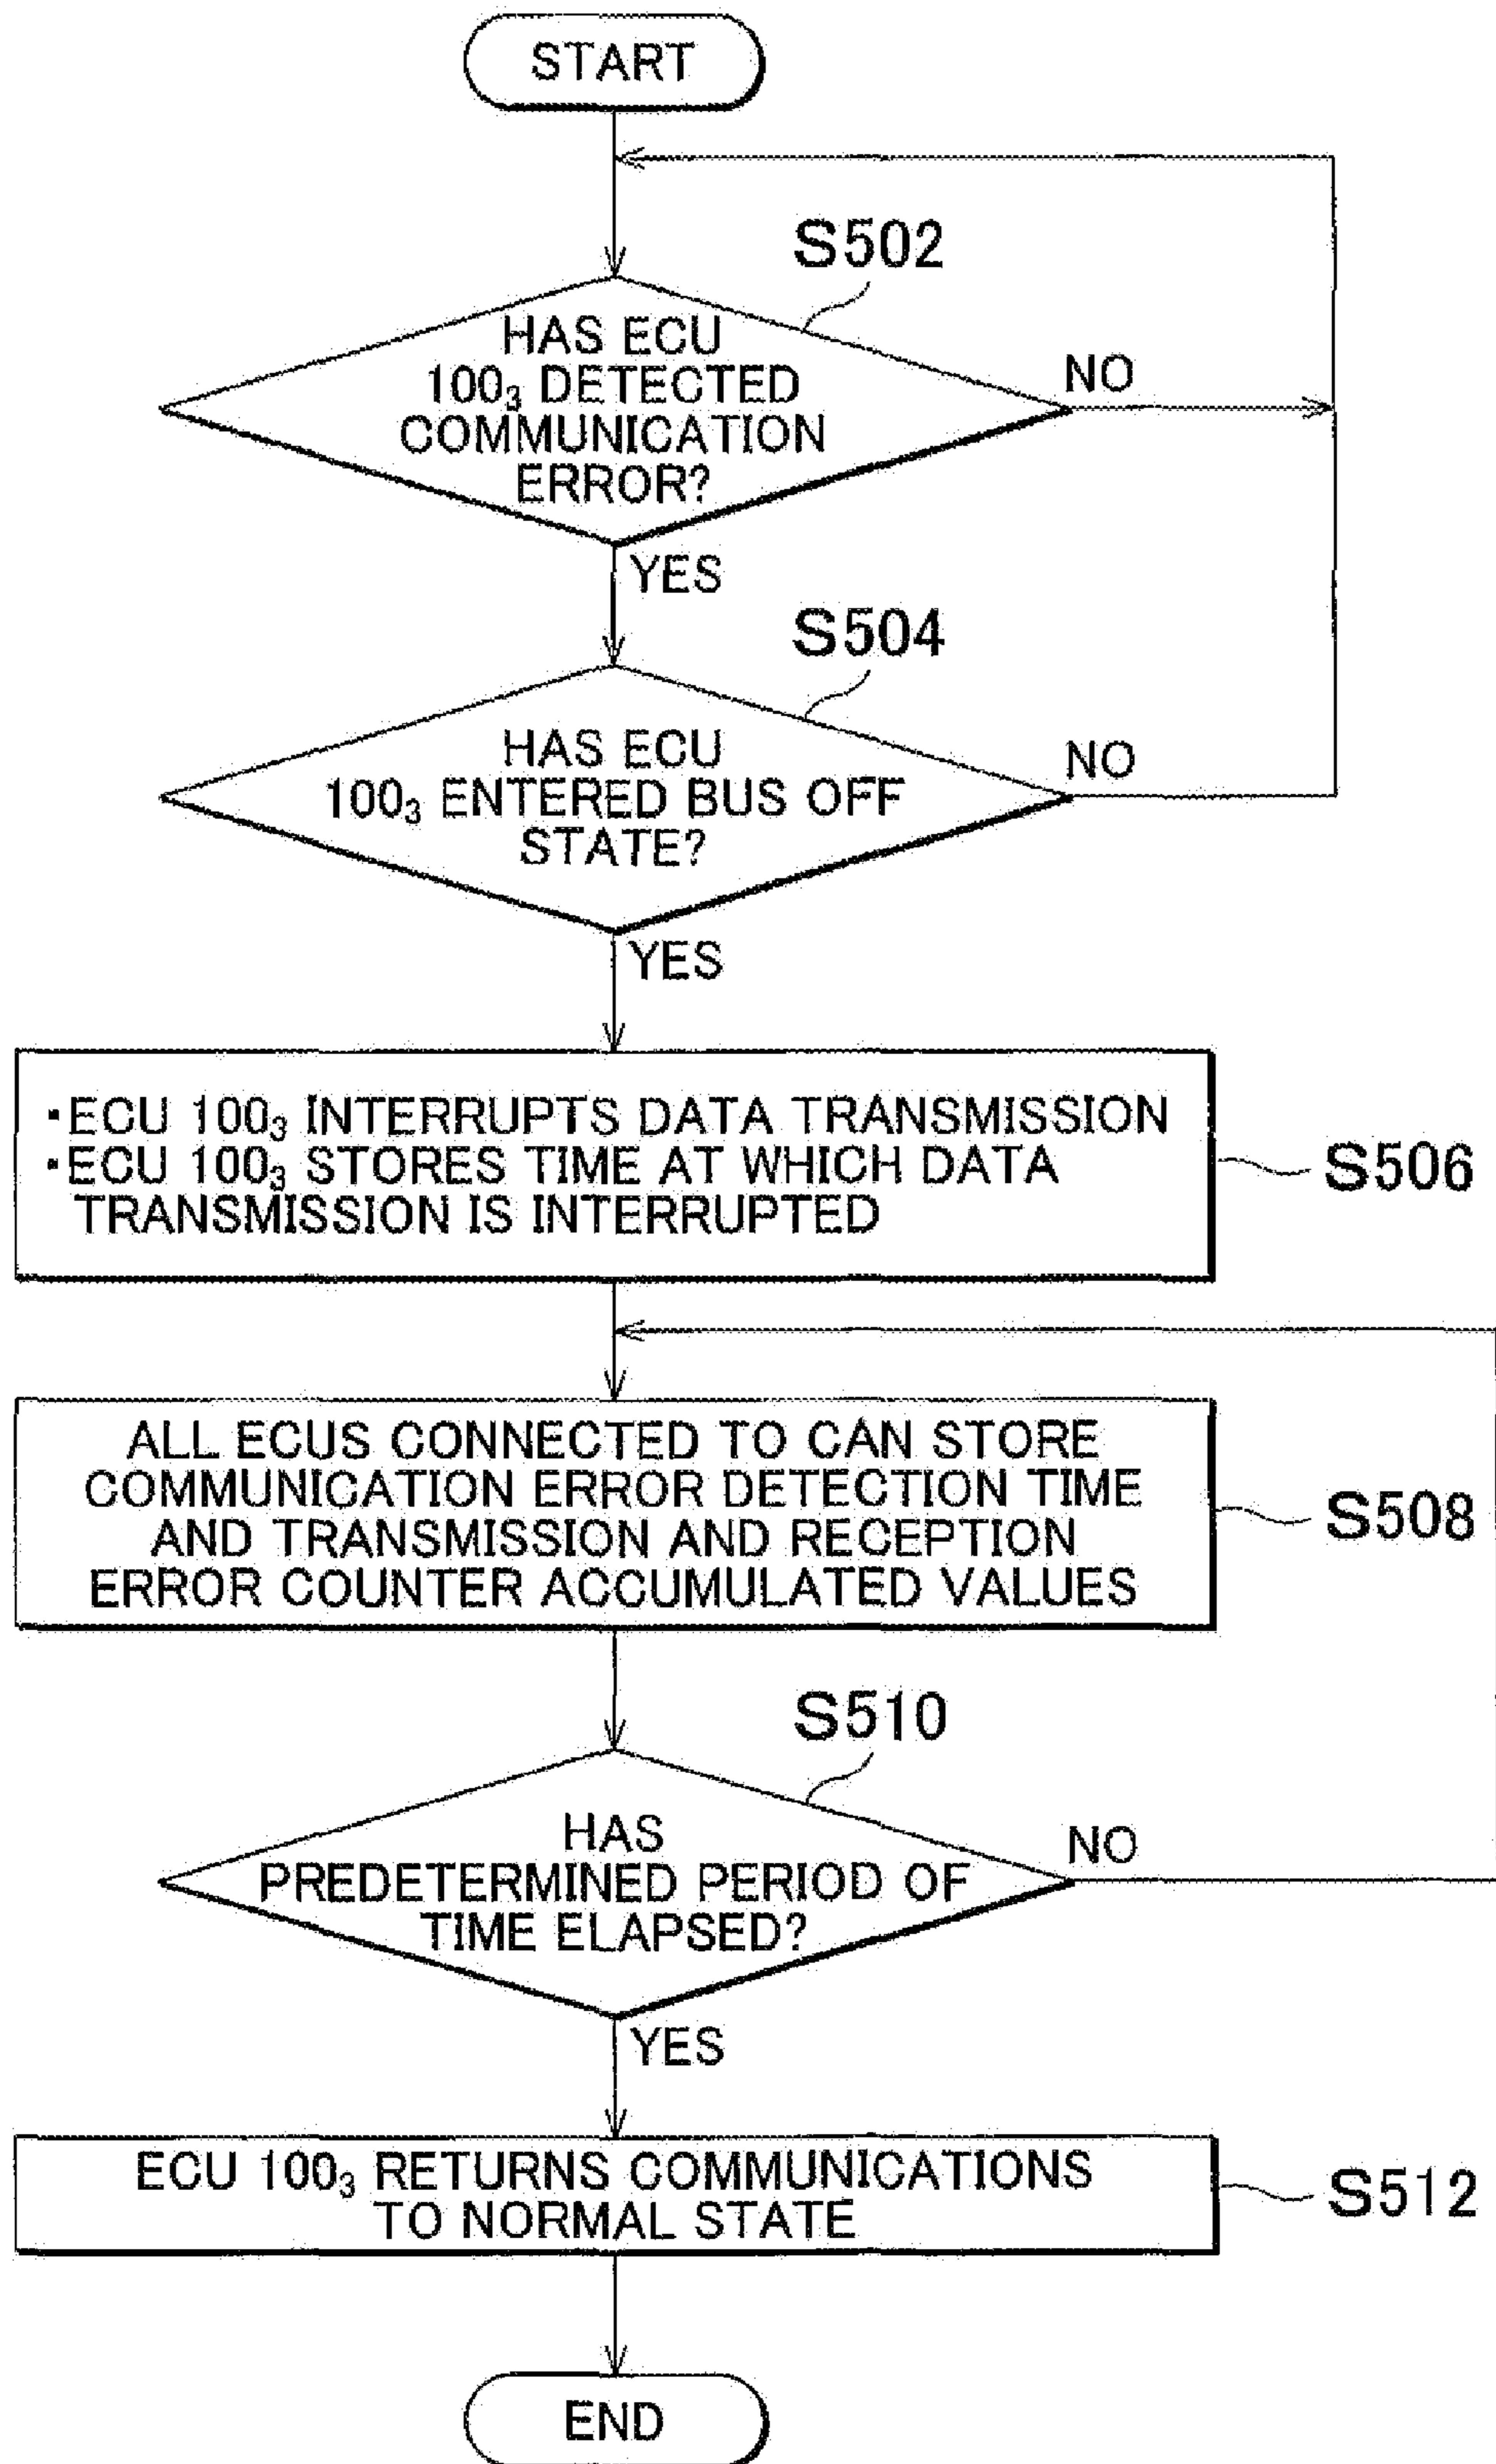 START
S502
HAS ECU
100₃ DETECTED
COMMUNICATION
ERROR?
NO
YES
S504
HAS ECU
100₃ ENTERED BUS OFF
STATE?
NO
YES
・ECU 100₃ INTERRUPTS DATA TRANSMISSION
・ECU 100₃ STORES TIME AT WHICH DATA
TRANSMISSION IS INTERRUPTED
S506
ALL ECUS CONNECTED TO CAN STORE
COMMUNICATION ERROR DETECTION TIME
AND TRANSMISSION AND RECEPTION
ERROR COUNTER ACCUMULATED VALUES
S508
S510
HAS
PREDETERMINED PERIOD OF
TIME ELAPSED?
NO
YES
ECU 100₃ RETURNS COMMUNICATIONS
TO NORMAL STATE
S512
END